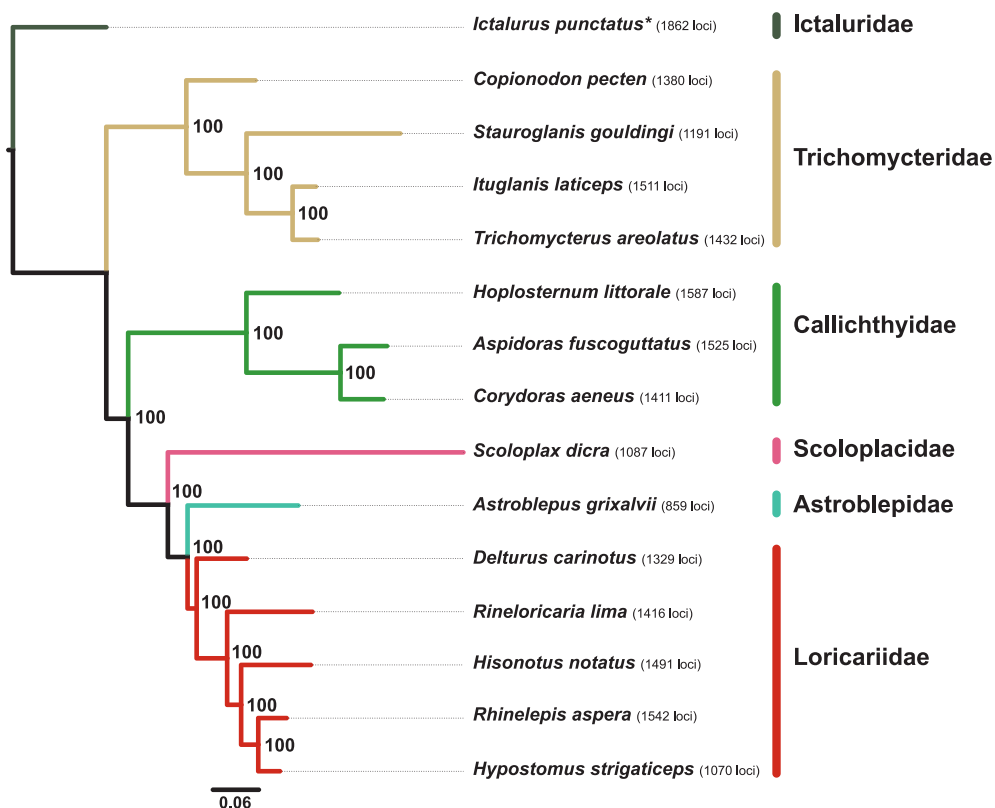 Ictalurus punctatus* (1862 loci) Ictaluridae
Copionodon pecten (1380 loci)
100
Stauroglanis gouldingi (1191 loci)
Trichomycteridae
100
Ituglanis laticeps (1511 loci)
100
Trichomycterus areolatus (1432 loci)
Hoplosternum littorale (1587 loci)
Callichthyidae
100
Aspidoras fuscoguttatus (1525 loci)
100
Corydoras aeneus (1411 loci)
100
Scoloplax dicra (1087 loci) Scoloplacidae
100
Astroblepus grixalvii (859 loci) Astroblepidae
100
Delturus carinotus (1329 loci)
100
Rineloricaria lima (1416 loci)
100
Loricariidae
Hisonotus notatus (1491 loci)
100
Rhinelepis aspera (1542 loci)
100
Hypostomus strigaticeps (1070 loci)
0.06